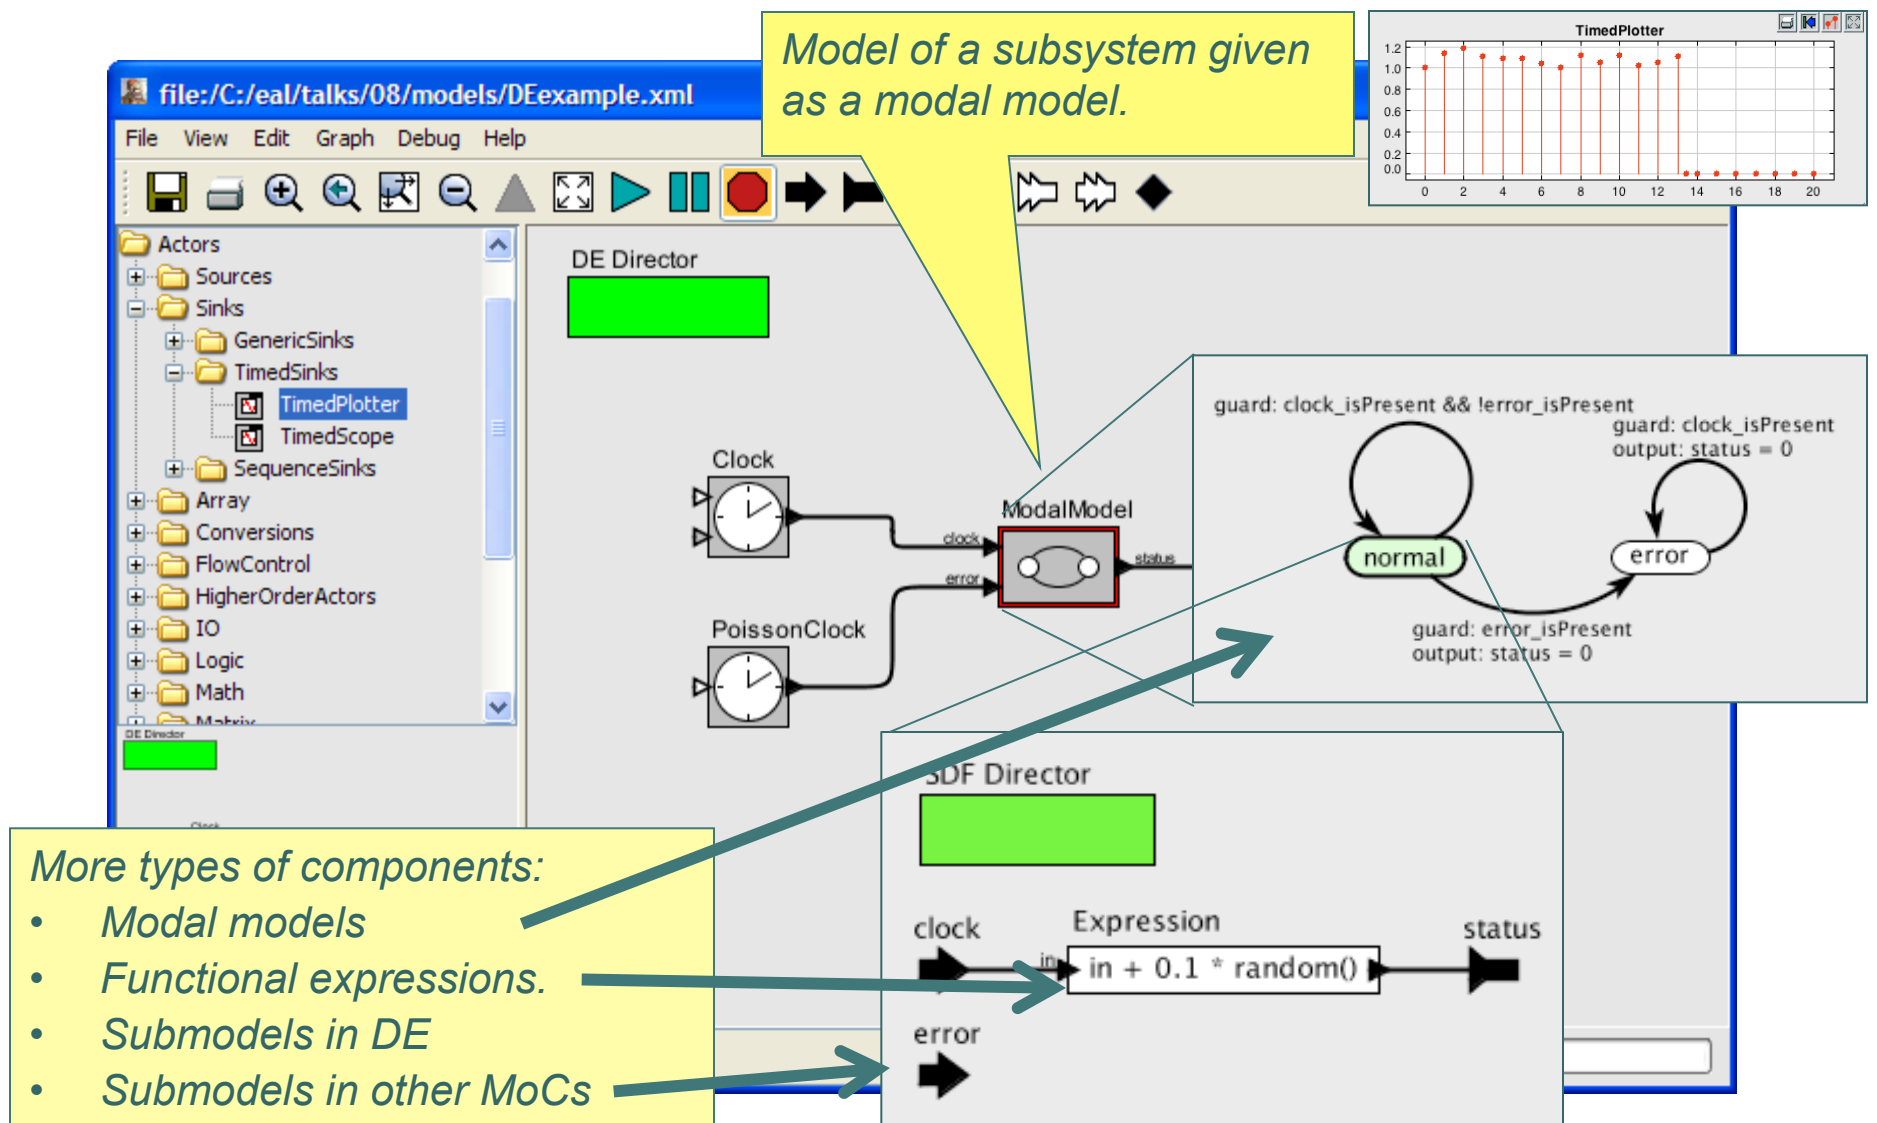 Model of a subsystem given
as a modal model.
TimedPlotter
1.2
1.0
0.8
0.6
0.4
0.2
0.0
0 2 4 6 8 10 12 14 16 18 20
file:/C:/eal/talks/08/models/DEexample.xml
File View Edit Graph Debug Help
Actors
Sources
Sinks
GenericSinks
TimedSinks
TimedPlotter
TimedScope
SequenceSinks
Array
Conversions
FlowControl
HigherOrderActors
IO
Logic
Math
Matrix
DE Director
Clock
DE Director
Clock
PoissonClock
ModalModel
clock
error
status
guard: clock_isPresent && !error_isPresent
guard: clock_isPresent
output: status = 0
normal
error
guard: error_isPresent
output: status = 0
SDF Director
clock
Expression
status
in
in + 0.1 * random()
error
More types of components:
• Modal models
• Functional expressions.
• Submodels in DE
• Submodels in other MoCs